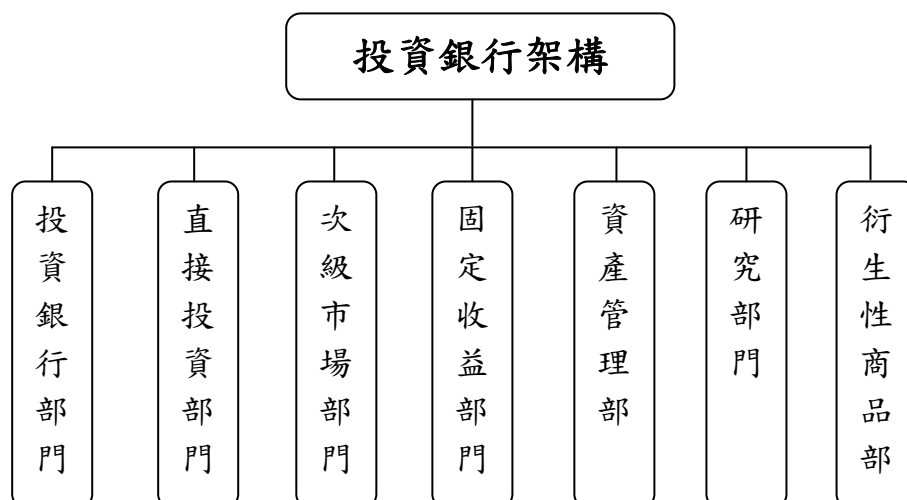 投資銀行架構
投資銀行部門
直接投資部門
次級市場部門
固定收益部門
資產管理部
研究部門
衍生性商品部